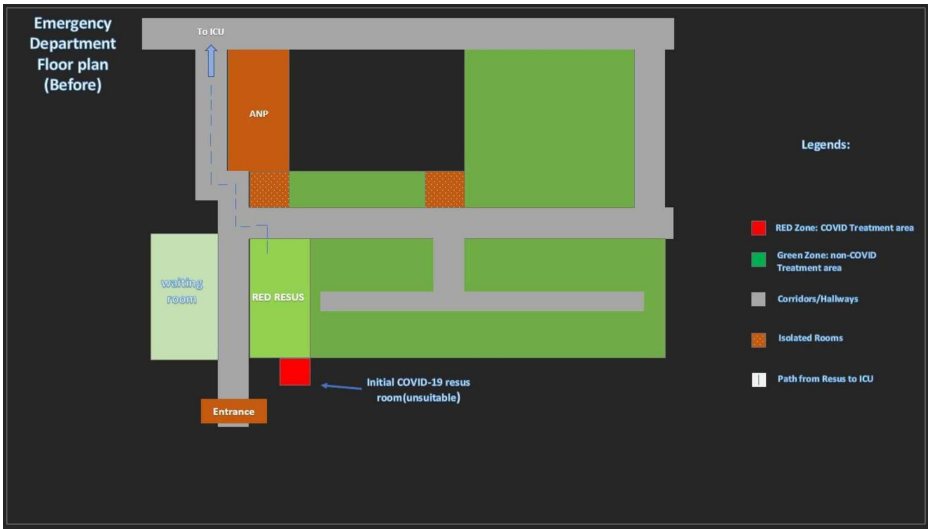 Emergency
Department
Floor plan
(Before)
To ICU
ANP
waiting
room
RED RESUS
Initial COVID-19 resus
room(unsuitable)
Entrance
Legends:
RED Zone: COVID Treatment area
Green Zone: non-COVID
Treatment area
Corridors/Hallways
Isolated Rooms
Path from Resus to ICU